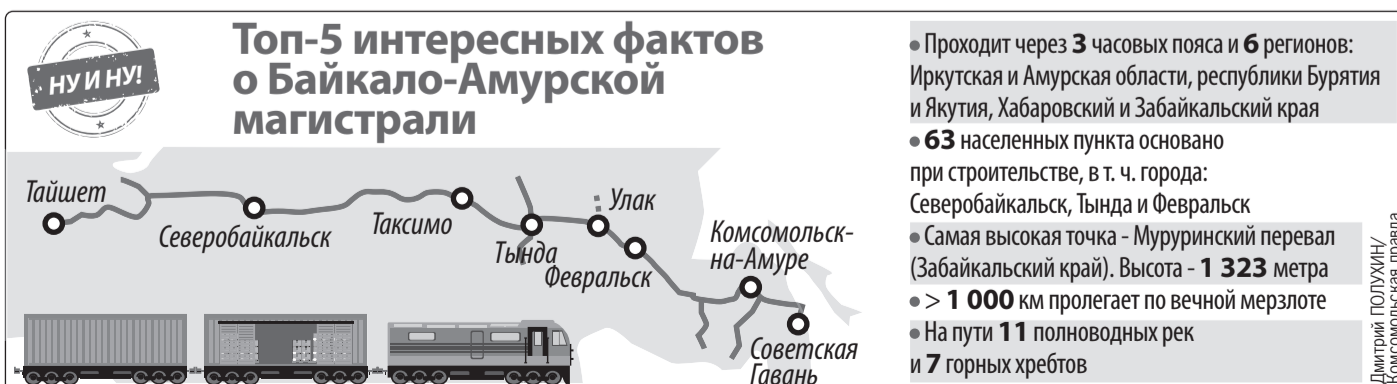 НУ И НУ!
Топ-5 интересных фактов
о Байкало-Амурской
магистрали
Тайшет
Северобайкальск
Таксимо
Тында
Улак
Февральск
Комсомольск-
на-Амуре
Советская
Гавань
• Проходит через 3 часовых пояса и 6 регионов:
Иркутская и Амурская области, республики Бурятия
и Якутия, Хабаровский и Забайкальский края
• 63 населенных пункта основано
при строительстве, в т. ч. города:
Северобайкальск, Тында и Февральск
• Самая высокая точка - Муруринский перевал
(Забайкальский край). Высота - 1 323 метра
• > 1 000 км пролегает по вечной мерзлоте
• На пути 11 полноводных рек
и 7 горных хребтов
Дмитрий ПОЛУХИН/
Комсомольская правда